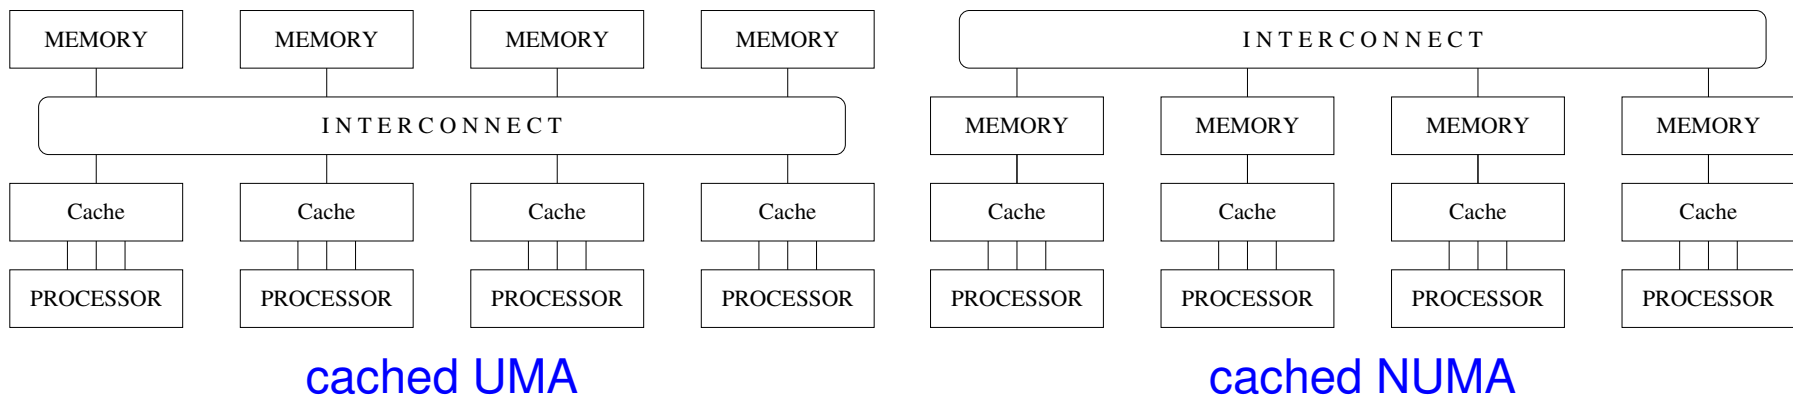 MEMORY MEMORY MEMORY MEMORY
INTERCONNECT
Cache Cache Cache Cache
PROCESSOR PROCESSOR PROCESSOR PROCESSOR
cached UMA
INTERCONNECT
MEMORY MEMORY MEMORY MEMORY
Cache Cache Cache Cache
PROCESSOR PROCESSOR PROCESSOR PROCESSOR
cached NUMA